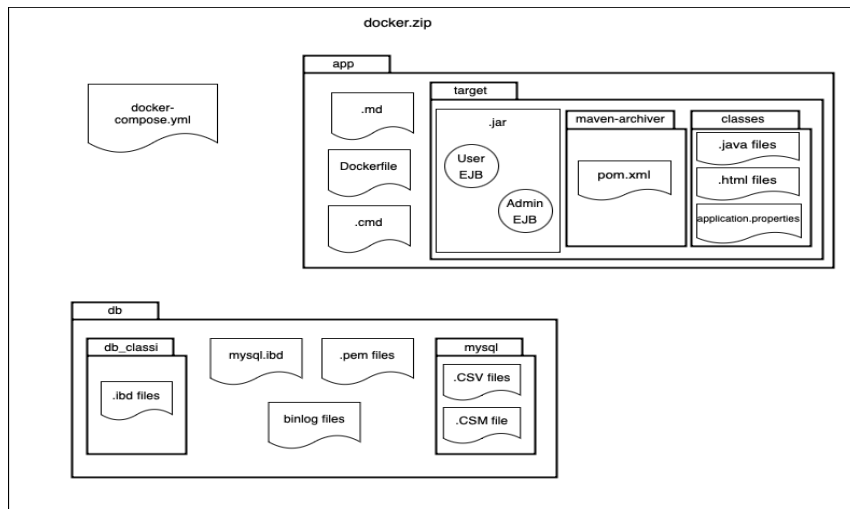 docker.zip
docker-
compose.yml
app
.md
Dockerfile
.cmd
target
.jar
User
EJB
Admin
EJB
maven-archiver
pom.xml
classes
.java files
.html files
application.properties
db
db_classi
.ibd files
mysql.ibd
.pem files
binlog files
mysql
.CSV files
.CSM file